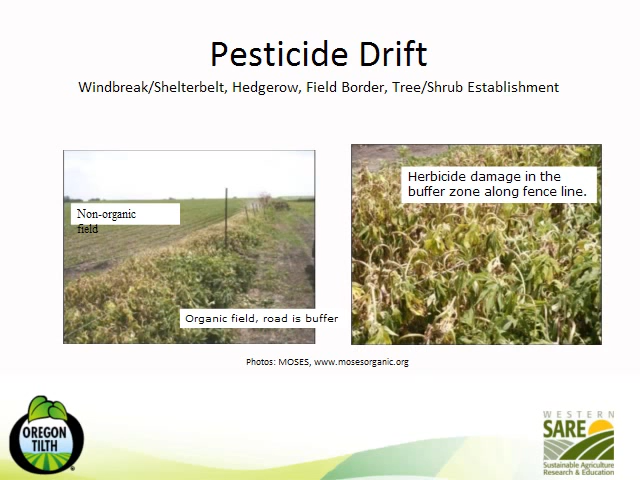 Pesticide Drift
Windbreak/Shelterbelt, Hedgerow, Field Border, Tree/Shrub Establishment
Non-organic
field
Organic field, road is buffer
Herbicide damage in the
buffer zone along fence line.
Photos: MOSES, www.mosesorganic.org
OREGON
TILTH
®
WESTERN
SARE
Sustainable Agriculture
Research & Education